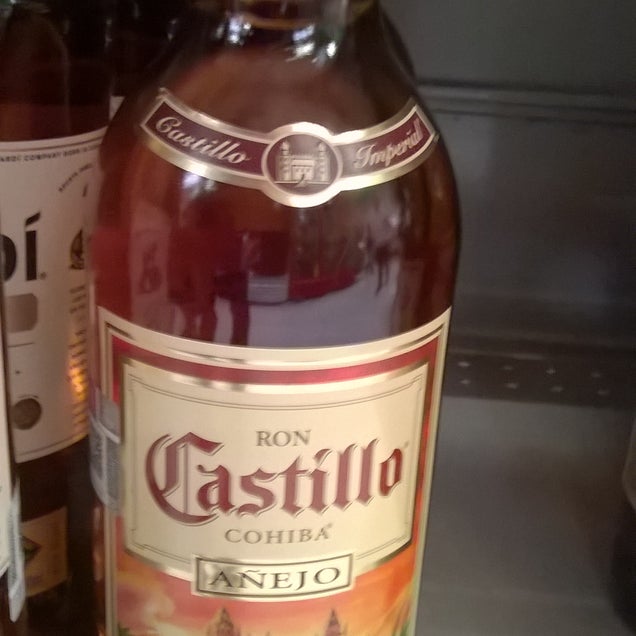 Castillo Imperial
RON
Castillo
COHIBA®
AÑEJO
Í.